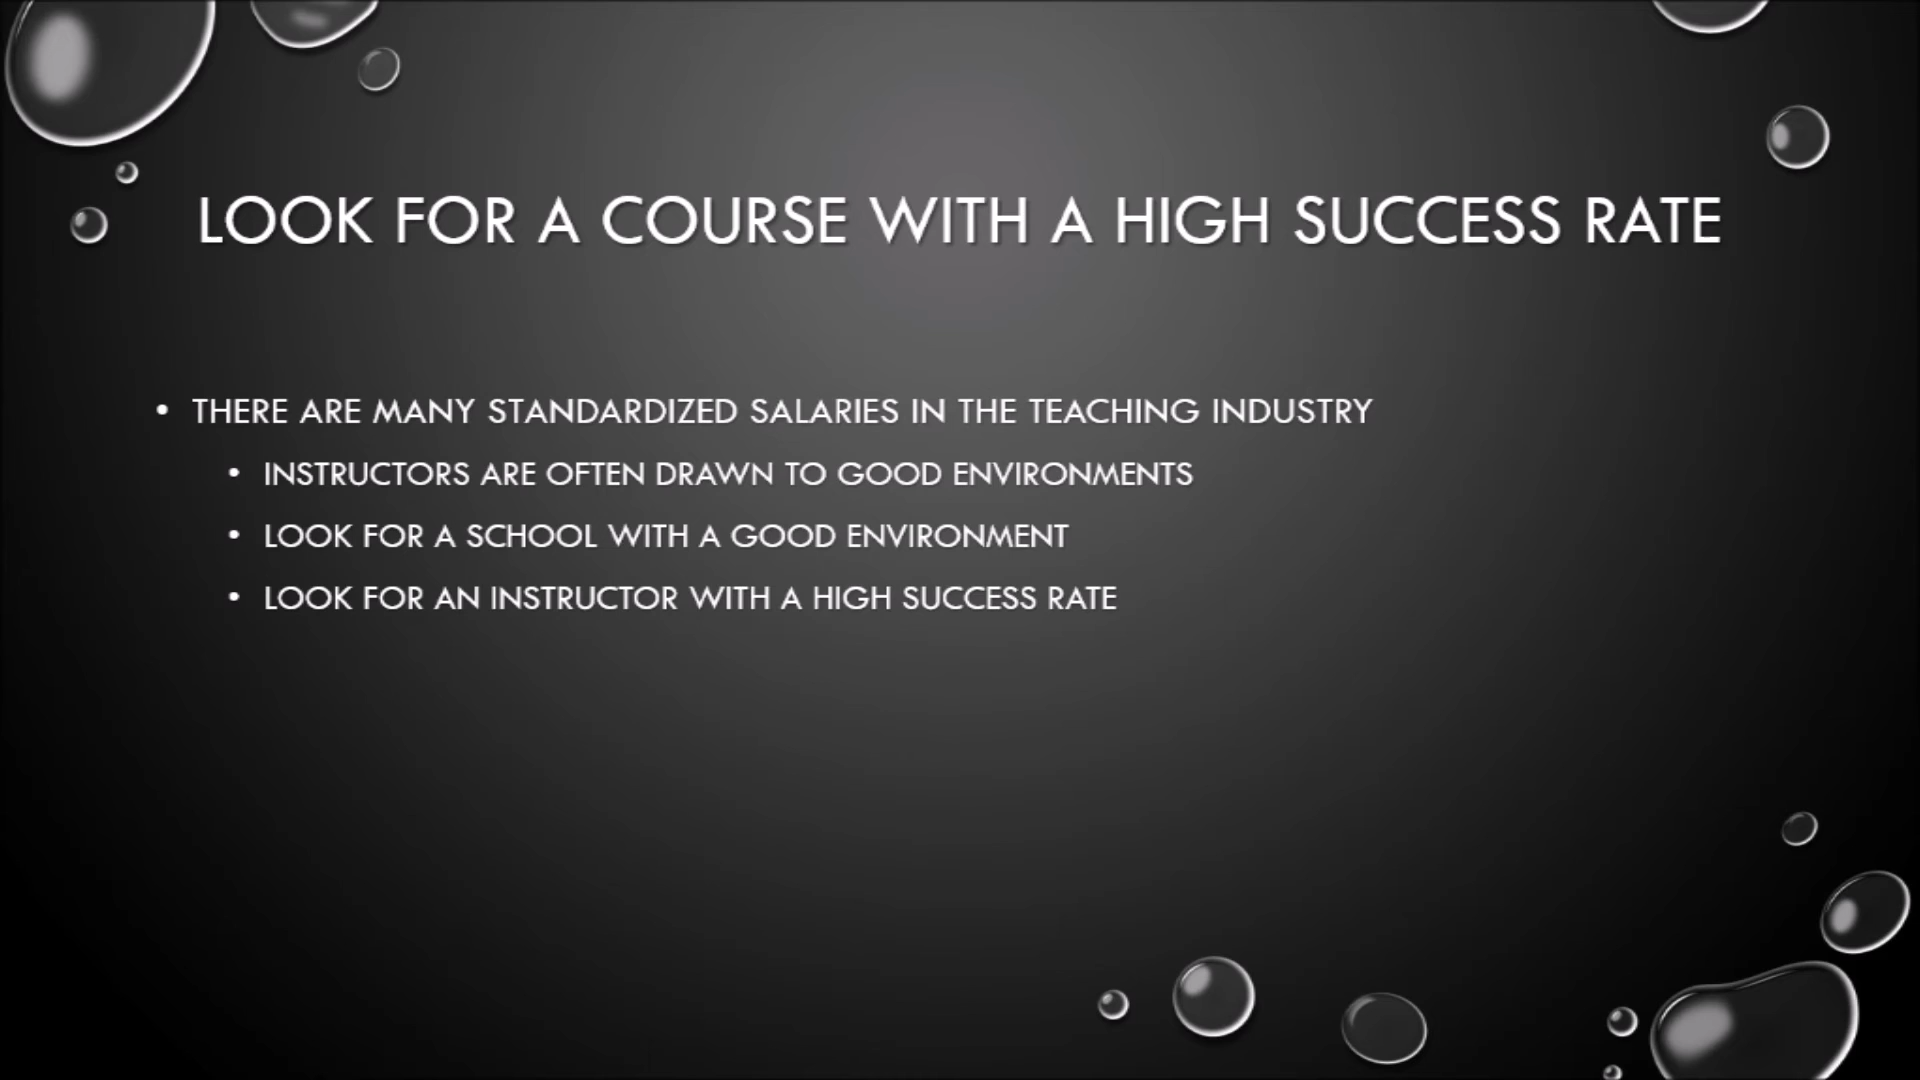 LOOK FOR A COURSE WITH A HIGH SUCCESS RATE
• THERE ARE MANY STANDARDIZED SALARIES IN THE TEACHING INDUSTRY
• INSTRUCTORS ARE OFTEN DRAWN TO GOOD ENVIRONMENTS
• LOOK FOR A SCHOOL WITH A GOOD ENVIRONMENT
• LOOK FOR AN INSTRUCTOR WITH A HIGH SUCCESS RATE